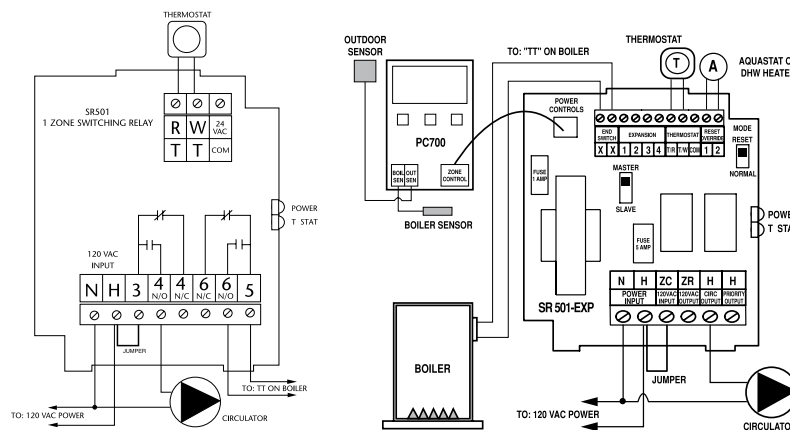 THERMOSTAT
SR501
1 ZONE SWITCHING RELAY
R W 24 VAC
T T COM
POWER
T STAT
120 VAC
INPUT
N H 3 4 N/O 4 N/C 6 N/C 6 N/O 5
JUMPER
TO: TT ON BOILER
TO: 120 VAC POWER
CIRCULATOR
OUTDOOR
SENSOR
PC700
BOIL SEN
OUT SEN
ZONE CONTROL
BOILER SENSOR
TO: "TT" ON BOILER
THERMOSTAT
T
A
AQUASTAT O
DHW HEATE
POWER
CONTROLS
END SWITCH EXPANSION THERMOSTAT RESET OVERRIDE
X X 1 2 3 4 T/R T/W COM 1 2
MODE
RESET
NORMAL
FUSE
1 AMP
MASTER
SLAVE
FUSE
5 AMP
POWE
T STA
SR 501-EXP
N H ZC ZR H H
POWER INPUT
120VAC INPUT
120VAC OUTPUT
CIRC OUTPUT
PRIORITY OUTPUT
BOILER
JUMPER
TO: 120 VAC POWER
CIRCULATO